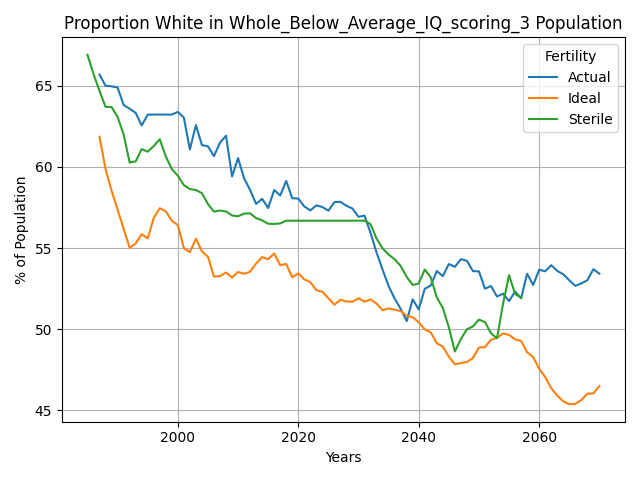 Proportion White in Whole_Below_Average_IQ_scoring_3 Population
Fertility
Actual
Ideal
Sterile
% of Population
65
60
55
50
45
2000
2020
2040
2060
Years